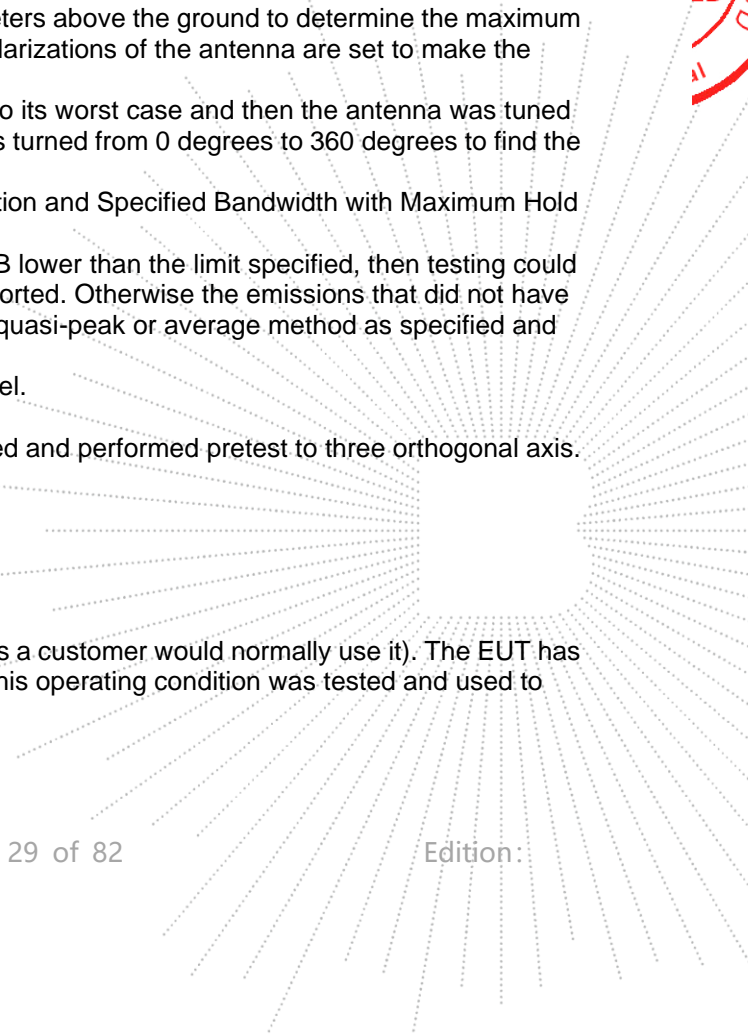 ters above the ground to determine the maximum
larizations of the antenna are set to make the
o its worst case and then the antenna was tuned
s turned from 0 degrees to 360 degrees to find the
tion and Specified Bandwidth with Maximum Hold
B lower than the limit specified, then testing could
orted. Otherwise the emissions that did not have
quasi-peak or average method as specified and
el.
ed and performed pretest to three orthogonal axis.
s a customer would normally use it). The EUT has
his operating condition was tested and used to
29 of 82 Edition: